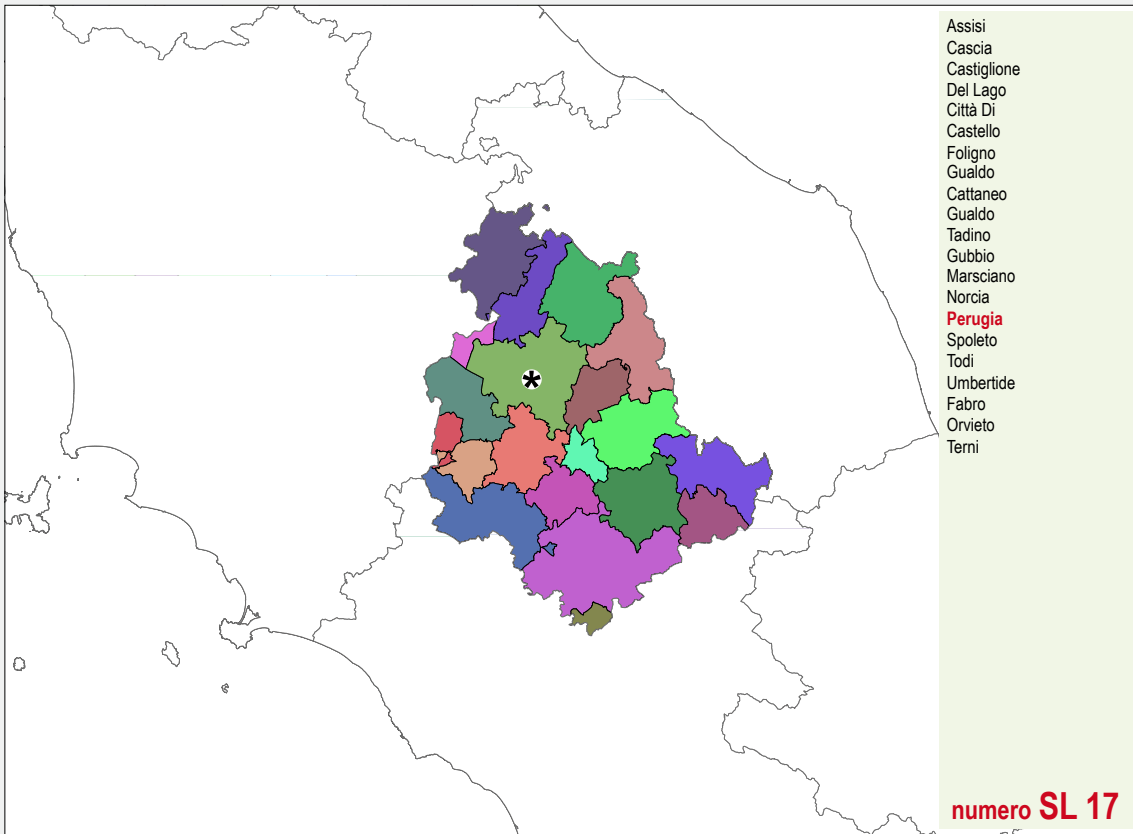 Assisi
Cascia
Castiglione
Del Lago
Città Di
Castello
Foligno
Gualdo
Cattaneo
Gualdo
Tadino
Gubbio
Marsciano
Norcia
Perugia
Spoleto
Todi
Umbertide
Fabro
Orvieto
Terni
*
numero SL 17